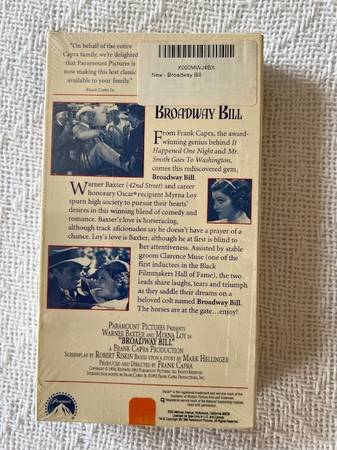 "On behalf of the entire
Capra family, we're delighted
that Paramount Pictures is
now making this lost classic
available to your family."
FRANK CAPRA JR.
X000MWJ4BX
New - Broadway Bill
BROADWAY BILL
From Frank Capra, the award-
winning genius behind It
Happened One Night and Mr.
Smith Goes To Washington,
comes this rediscovered gem,
Broadway Bill.
Warner Baxter (42nd Street) and career
honorary Oscar® recipient Myrna Loy
spurn high society to pursue their hearts'
desires in this winning blend of comedy and
romance. Baxter's love is horseracing,
although track aficionados say he doesn't have a prayer of a
chance. Loy's love is Baxter, although he at first is blind to
her attentiveness. Assisted by stable
groom Clarence Muse (one of the
first inductees in the Black
Filmmakers Hall of Fame), the two
leads share laughs, tears and triumph
as they saddle their dreams on a
beloved colt named Broadway Bill.
The horses are at the gate...enjoy!
PARAMOUNT PICTURES PRESENTS
WARNER BAXTER AND MYRNA LOY IN
"BROADWAY BILL"
A FRANK CAPRA PRODUCTION
SCREENPLAY BY ROBERT RISKIN BASED UPON A STORY BY MARK HELLINGER
PRODUCED AND DIRECTED BY FRANK CAPRA
Paramount